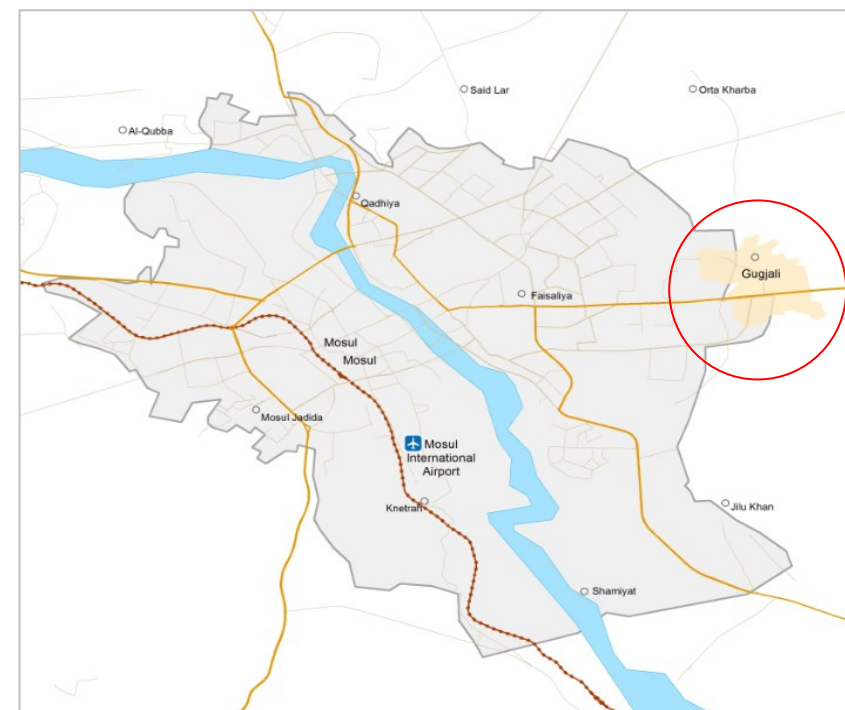 Said Lar
Orta Kharba
Al-Qubba
Qadhiya
Gugjali
Faisaliya
Mosul
Mosul
Mosul Jadida
Mosul
International
Airport
Knetrah
Jilu Khan
Shamiyat